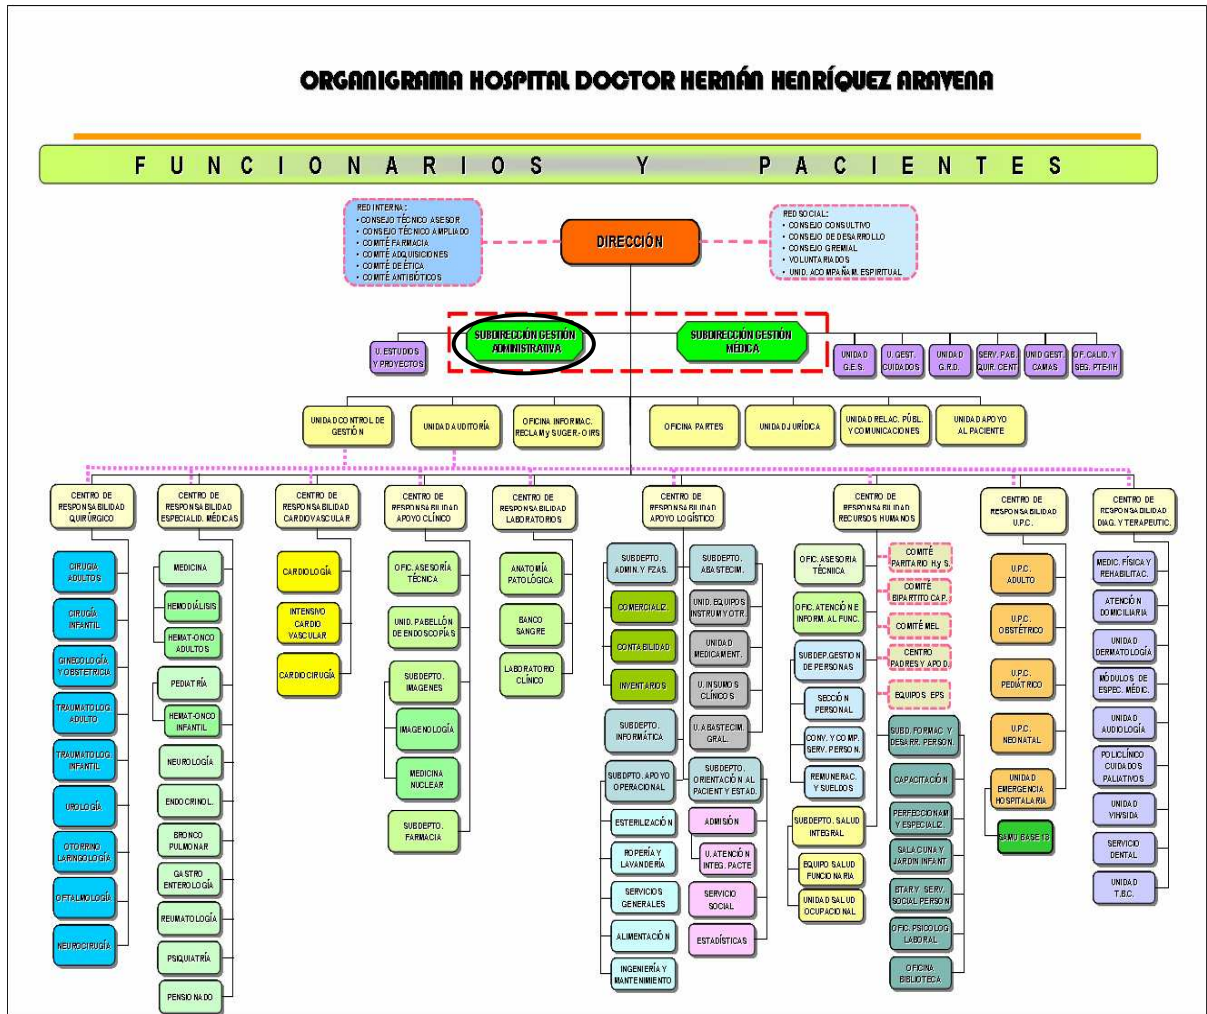 ORGANIGRAMA HOSPITAL DOCTOR HERNÁN HENRÍQUEZ ARAVENA
FUNCIONARIOS Y PACIENTES
RED INTERNA:
• CONSEJO TÉCNICO ASESOR
• CONSEJO TÉCNICO AMPLIADO
• COMITÉ FARMACIA
• COMITÉ ADQUISICIONES
• COMITÉ DE ÉTICA
• COMITÉ ANTIBIÓTICOS
DIRECCIÓN
RED SOCIAL:
• CONSEJO CONSULTIVO
• CONSEJO DE DESARROLLO
• CONSEJO GREMIAL
• VOLUNTARIADOS
• UNID. ACOMPAÑAM. ESPIRITUAL
U. ESTUDIOS
Y PROYECTOS
SUBDIRECCIÓN GESTIÓN
ADMINISTRATIVA
SUBDIRECCIÓN GESTIÓN
MÉDICA
UNIDAD
G.E.S.
U. GEST.
CUIDADOS
UNIDAD
G.R.D.
SERV. PAB.
QUIR. CENT
UNID GEST.
CAMAS
OF. CALID. Y
SEG. PTE-IIH
UNIDAD CONTROL DE
GESTIÓN
UNIDAD AUDITORÍA
OFICINA INFORMAC.
RECLAM y SUGER.- OIRS
OFICINA PARTES
UNIDAD JURÍDICA
UNIDAD RELAC. PÚBL.
Y COMUNICACIONES
UNIDAD APOYO
AL PACIENTE
CENTRO DE
RESPONSABILIDAD
QUIRÚRGICO
CIRUGIA
ADULTOS
CIRUGÍA
INFANTIL
GINECOLOGÍA
Y OBSTETRICIA
TRAUMATOLOG.
ADULTO
TRAUMATOLOG.
INFANTIL
UROLOGÍA
OTORRINO
LARINGOLOGÍA
OFTALMOLOGÍA
NEUROCIRUGÍA
CENTRO DE
RESPONSABILIDAD
ESPECIALID. MÉDICAS
MEDICINA
HEMODIÁLISIS
HEMAT-ONCO
ADULTOS
PEDIATRÍA
HEMAT-ONCO
INFANTIL
NEUROLOGÍA
ENDOCRINOL.
BRONCO
PULMONAR
GASTRO
ENTEROLOGÍA
REUMATOLOGÍA
PSIQUIATRÍA
PENSIONADO
CENTRO DE
RESPONSABILIDAD
CARDIOVASCULAR
CARDIOLOGÍA
INTENSIVO
CARDIO
VASCULAR
CARDIOCIRUGÍA
CENTRO DE
RESPONSABILIDAD
APOYO CLÍNICO
OFIC. ASESORÍA
TÉCNICA
UNID. PABELLÓN
DE ENDOSCOPÍAS
SUBDEPTO.
IMAGENES
IMAGENOLOGÍA
MEDICINA
NUCLEAR
SUBDEPTO.
FARMACIA
CENTRO DE
RESPONSABILIDAD
LABORATORIOS
ANATOMÍA
PATOLÓGICA
BANCO
SANGRE
LABORATORIO
CLÍNICO
CENTRO DE
RESPONSABILIDAD
APOYO LOGÍSTICO
SUBDEPTO.
ADMIN. Y FZAS.
COMERCIALIZ.
CONTABILIDAD
INVENTARIOS
SUBDEPTO.
INFORMÁTICA
SUBDPTO. APOYO
OPERACIONAL
ESTERILIZACIÓN
ROPERÍA Y
LAVANDERÍA
SERVICIOS
GENERALES
ALIMENTACIÓN
INGENIERÍA Y
MANTENIMIENTO
SUBDEPTO.
ABASTECIM.
UNID. EQUIPOS
INSTRUM Y OTR.
UNIDAD
MEDICAMENT.
U. INSUMOS
CLÍNICOS
U. ABASTECIM.
GRAL.
SUBDEPTO.
ORIENTACIÓN AL
PACIENT Y ESTAD.
ADMISIÓN
U. ATENCIÓN
INTEG. PACTE
SERVICIO
SOCIAL
ESTADÍSTICAS
CENTRO DE
RESPONSABILIDAD
RECURSOS HUMANOS
OFIC. ASESORIA
TÉCNIICA
OFIC. ATENCIÓN E
INFORM. AL FUNC.
SUBDEP.GESTION
DE PERSONAS
SECCIÓN
PERSONAL
CONV. Y COMP.
SERV. PERSON.
REMUNERAC.
Y SUELDOS
SUBDEPTO. SALUD
INTEGRAL
EQUIPO SALUD
FUNCIONARIA
UNIDAD SALUD
OCUPACIONAL
COMITÉ
PARITARIO H.y S.
COMITÉ
BIPARTITO CAP.
COMITÉ MEL
CENTRO
PADRES Y APOD.
EQUIPOS EPS
SUBD. FORMAC. Y
DESARR. PERSON.
CAPACITACIÓN
PERFECCIONAM
Y ESPECIALIZ.
SALA CUNA Y
JARDIN INFANT.
BTAR Y SERV.
SOCIAL PERSON
OFIC. PSICOLOG
LABORAL
OFICINA
BIBLIOTECA
CENTRO DE
RESPONSABILIDAD
U.P.C.
U.P.C.
ADULTO
U.P.C.
OBSTÉTRICO
U.P.C.
PEDIÁTRICO
U.P.C.
NEONATAL
UNIDAD
EMERGENCIA
HOSPITALARIA
SAMU BASE 13
CENTRO DE
RESPONSABILIDAD
DIAG. Y TERAPEUTIC.
MEDIC. FÍSICA Y
REHABILITAC.
ATENCIÓN
DOMICILIARIA
UNIDAD
DERMATOLOGÍA
MÓDULOS DE
ESPEC. MÉDIC.
UNIDAD
AUDIOLOGÍA
POLICLÍNICO
CUIDADOS
PALIATIVOS
UNIDAD
VIH/SIDA
SERVICIO
DENTAL
UNIDAD
T.B.C.